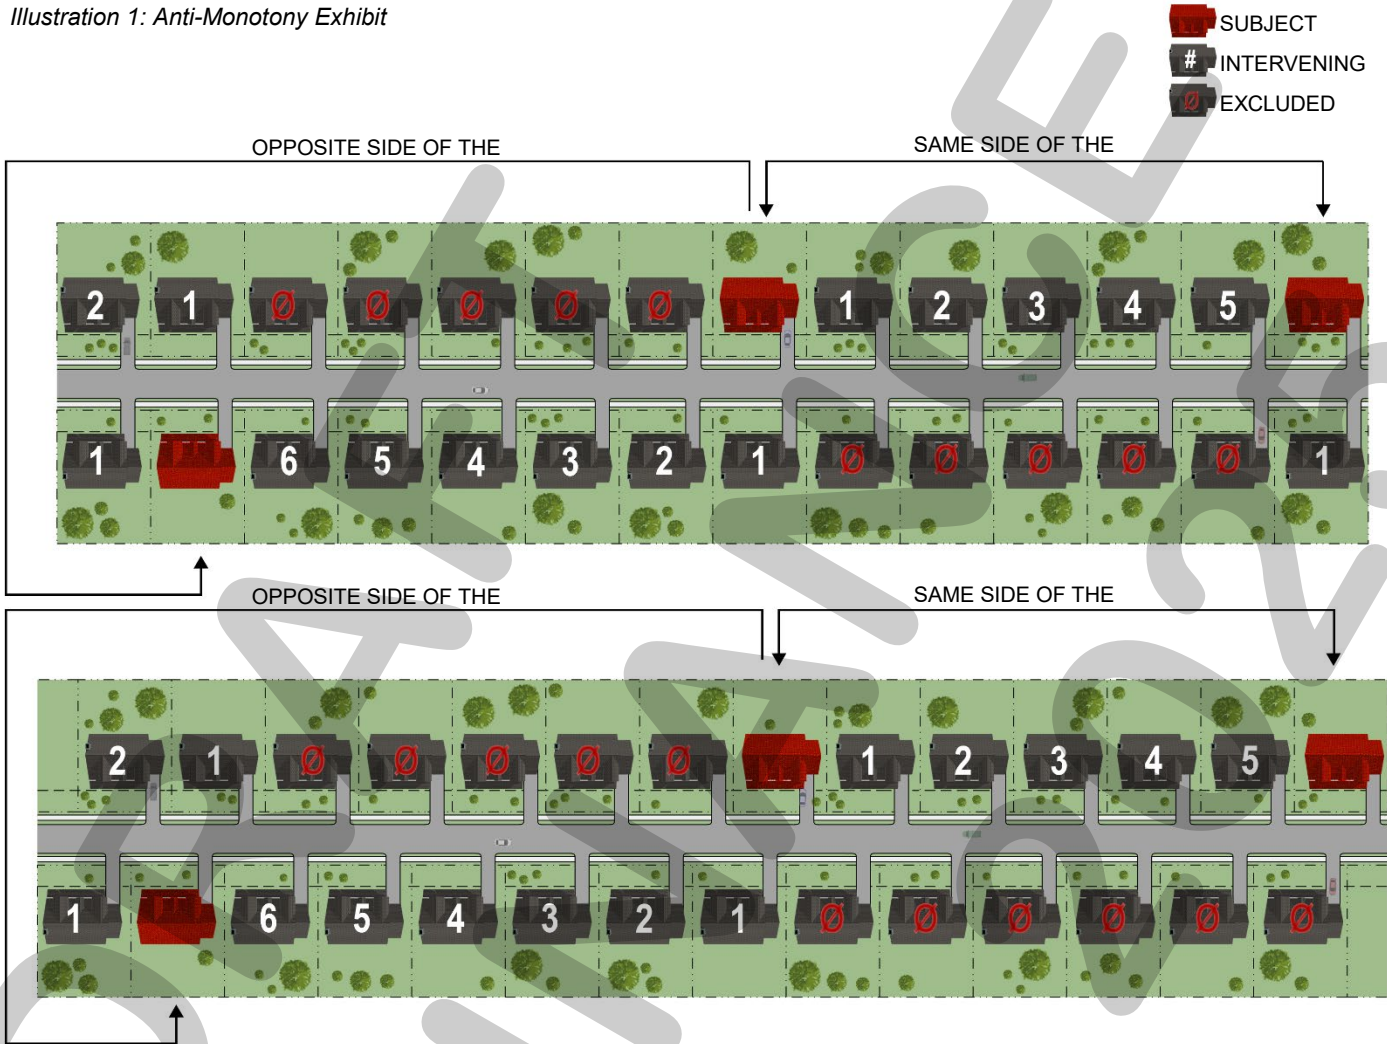 Illustration 1: Anti-Monotony Exhibit
SUBJECT
# INTERVENING
Ø EXCLUDED
OPPOSITE SIDE OF THE
SAME SIDE OF THE
2 1 Ø Ø Ø Ø Ø 1 2 3 4 5
1 6 5 4 3 2 1 Ø Ø Ø Ø Ø 1
OPPOSITE SIDE OF THE
SAME SIDE OF THE
2 1 Ø Ø Ø Ø Ø 1 2 3 4 5
1 6 5 4 3 2 1 Ø Ø Ø Ø Ø Ø
DRAFT